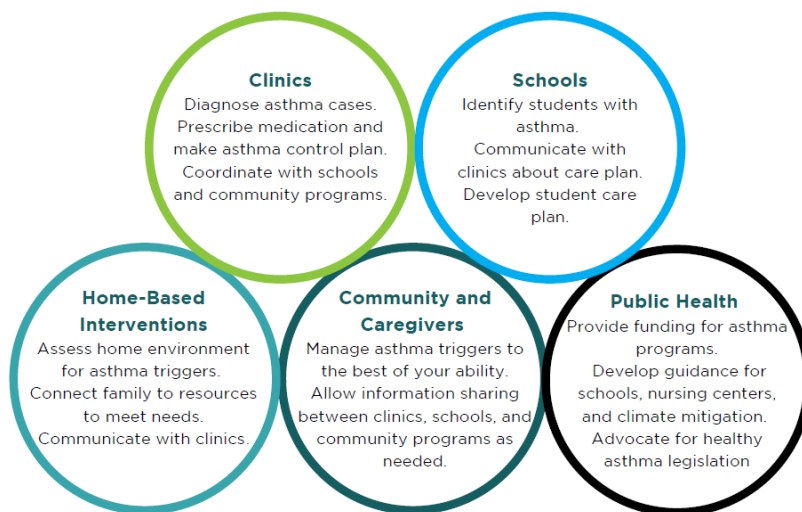 Clinics
Diagnose asthma cases.
Prescribe medication and
make asthma control plan.
Coordinate with schools
and community programs.
Schools
Identify students with
asthma.
Communicate with
clinics about care plan.
Develop student care
plan.
Home-Based
Interventions
Assess home environment
for asthma triggers.
Connect family to resources
to meet needs.
Communicate with clinics.
Community and
Caregivers
Manage asthma triggers to
the best of your ability.
Allow information sharing
between clinics, schools, and
community programs as
needed.
Public Health
Provide funding for asthma
programs.
Develop guidance for
schools, nursing centers,
and climate mitigation.
Advocate for healthy
asthma legislation